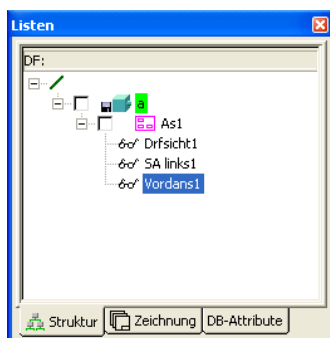 Listen
DF:
a
As1
Drfsicht1
SA links1
Vordans1
Struktur Zeichnung DB-Attribute